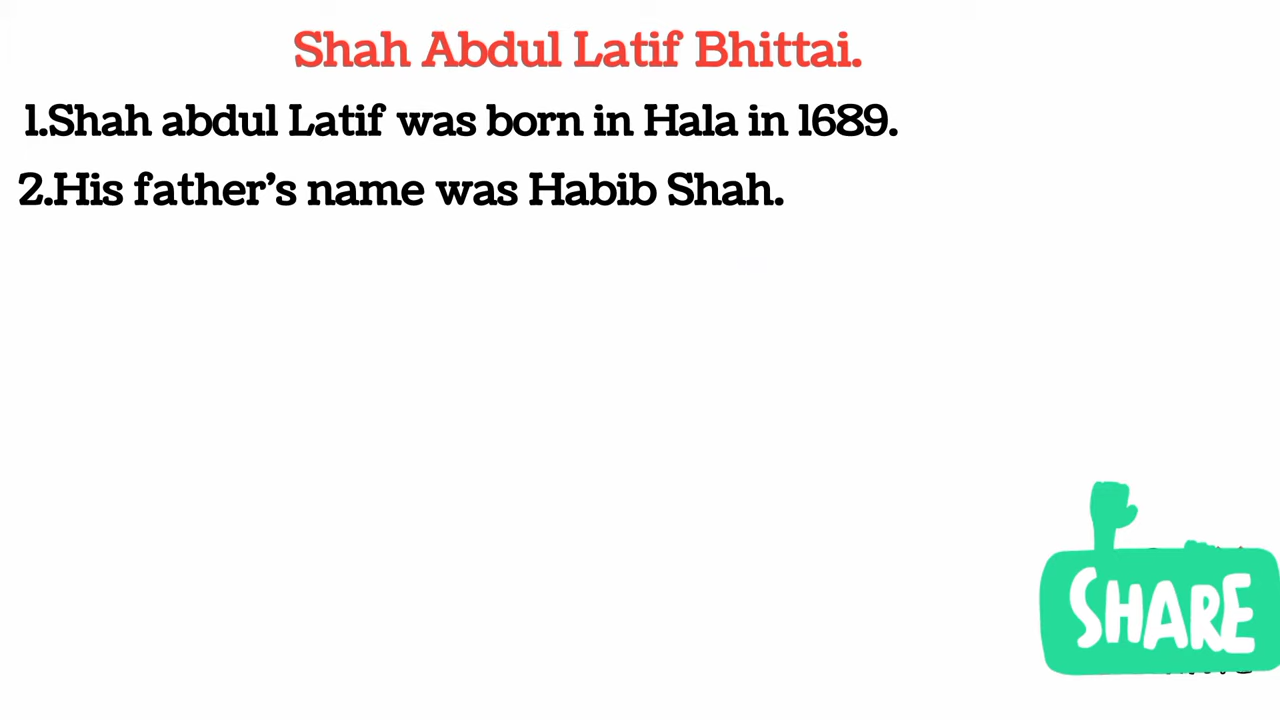 Shah Abdul Latif Bhittai.
1.Shah abdul Latif was born in Hala in 1689.
2.His father’s name was Habib Shah.
SHARE